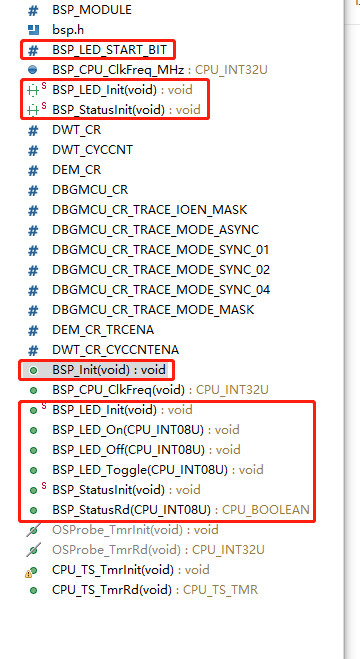 BSP_MODULE
bsp.h
BSP_LED_START_BIT
BSP_CPU_ClkFreq_MHz : CPU_INT32U
S BSP_LED_Init(void) : void
S BSP_StatusInit(void) : void
DWT_CR
DWT_CYCCNT
DEM_CR
DBGMCU_CR
DBGMCU_CR_TRACE_IOEN_MASK
DBGMCU_CR_TRACE_MODE_ASYNC
DBGMCU_CR_TRACE_MODE_SYNC_01
DBGMCU_CR_TRACE_MODE_SYNC_02
DBGMCU_CR_TRACE_MODE_SYNC_04
DBGMCU_CR_TRACE_MODE_MASK
DEM_CR_TRCENA
DWT_CR_CYCCNTENA
BSP_Init(void) : void
BSP_CPU_ClkFreq(void) : CPU_INT32U
S BSP_LED_Init(void) : void
BSP_LED_On(CPU_INT08U) : void
BSP_LED_Off(CPU_INT08U) : void
BSP_LED_Toggle(CPU_INT08U) : void
S BSP_StatusInit(void) : void
BSP_StatusRd(CPU_INT08U) : CPU_BOOLEAN
OSProbe_TmrInit(void) : void
OSProbe_TmrRd(void) : CPU_INT32U
CPU_TS_TmrInit(void) : void
CPU_TS_TmrRd(void) : CPU_TS_TMR